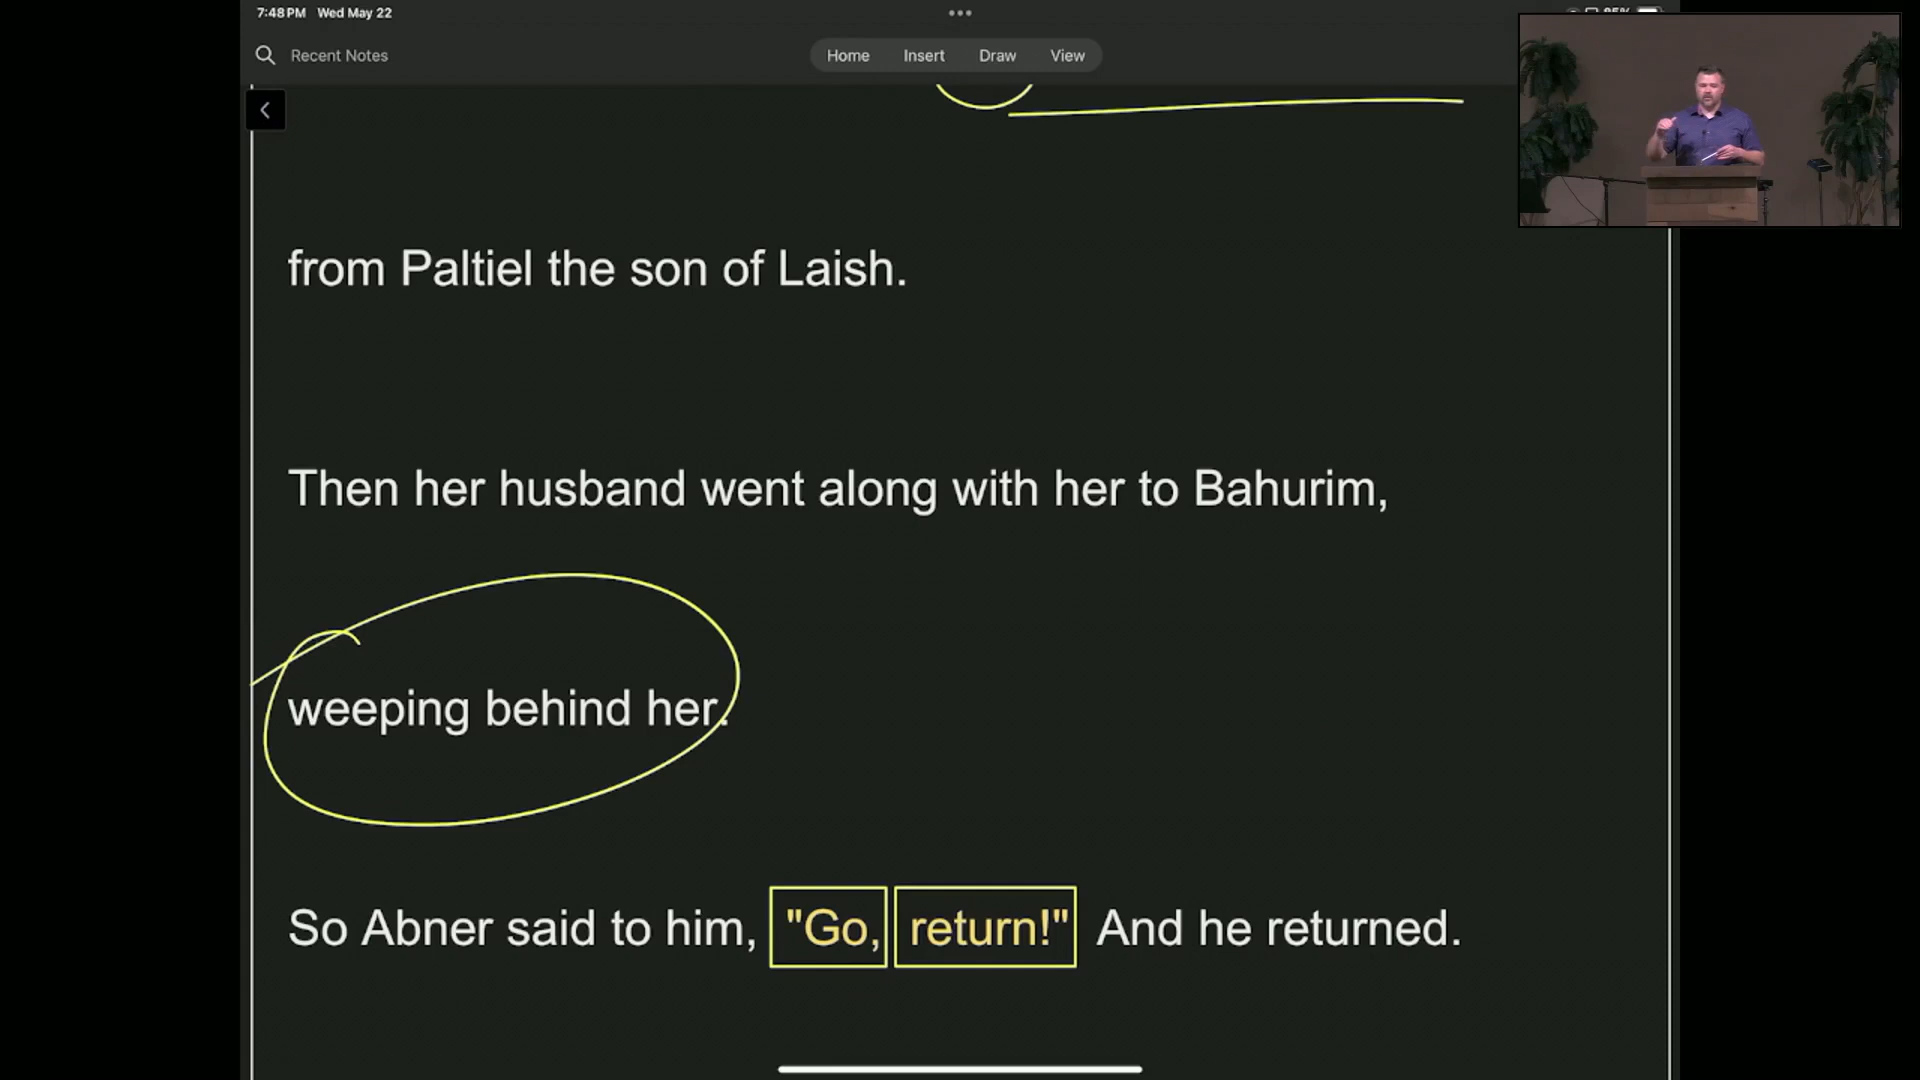 7:48 PM Wed May 22
Recent Notes
Home Insert Draw View
from Paltiel the son of Laish.
Then her husband went along with her to Bahurim,
weeping behind her.
So Abner said to him, "Go, return!" And he returned.